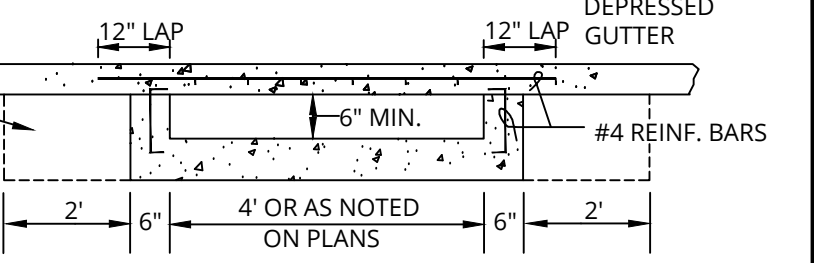 DEPRESSED
GUTTER
12" LAP
12" LAP
6" MIN.
#4 REINF. BARS
2'
6"
4' OR AS NOTED
ON PLANS
6"
2'